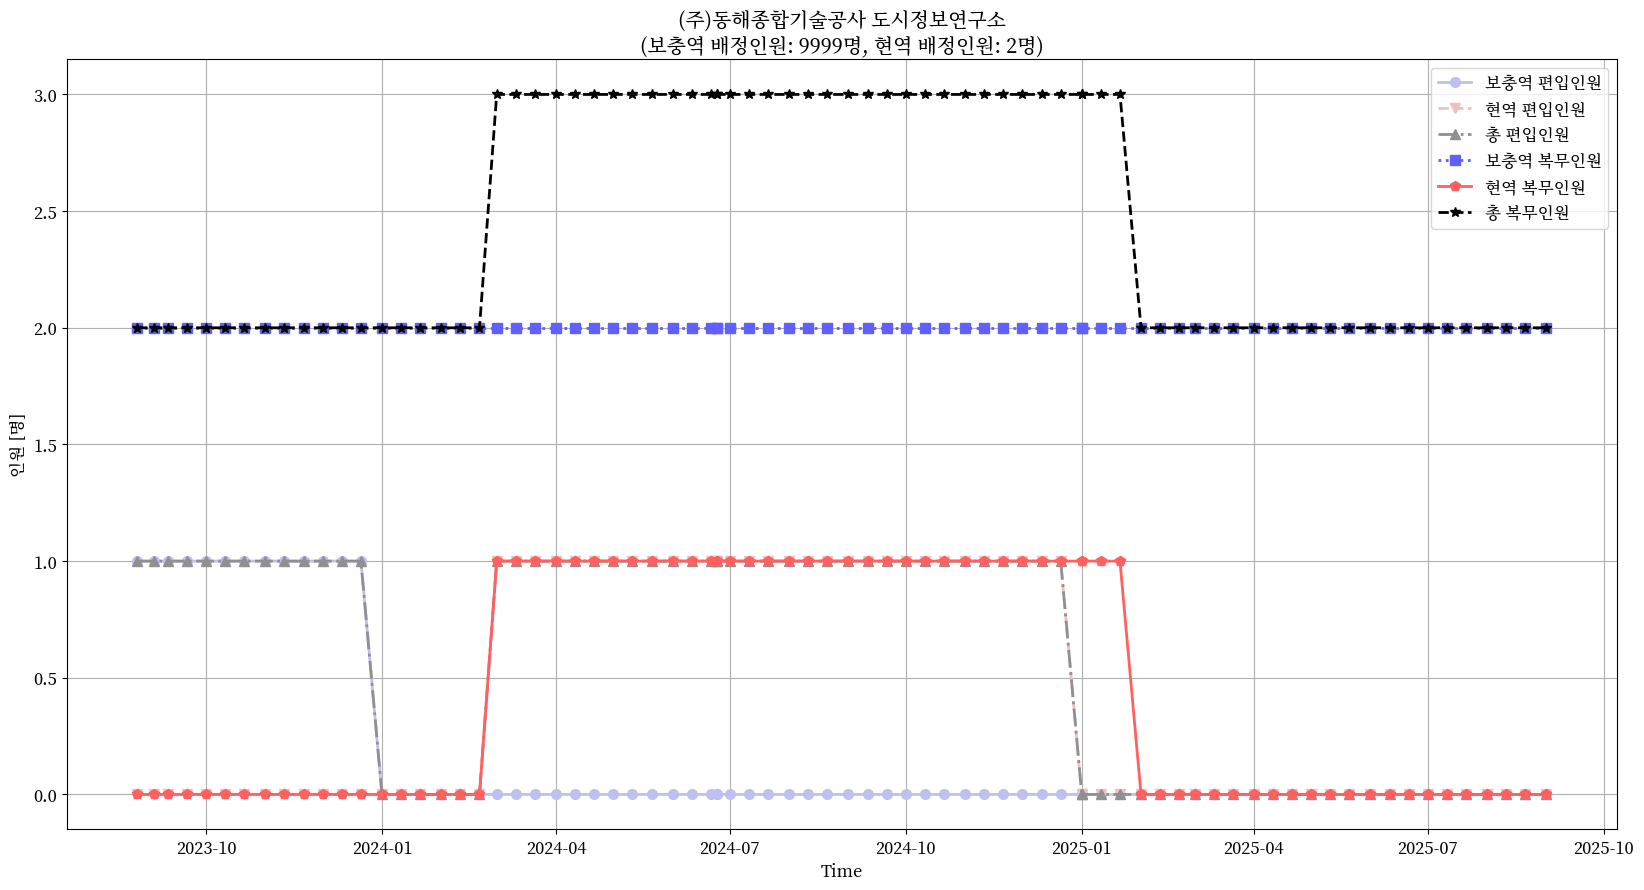 (주)동해종합기술공사 도시정보연구소
(보충역 배정인원: 9999명, 현역 배정인원: 2명)
3.0
2.5
2.0
1.5
1.0
0.5
0.0
인원 [명]
보충역 편입인원
현역 편입인원
총 편입인원
보충역 복무인원
현역 복무인원
총 복무인원
2023-10
2024-01
2024-04
2024-07
2024-10
2025-01
2025-04
2025-07
2025-10
Time